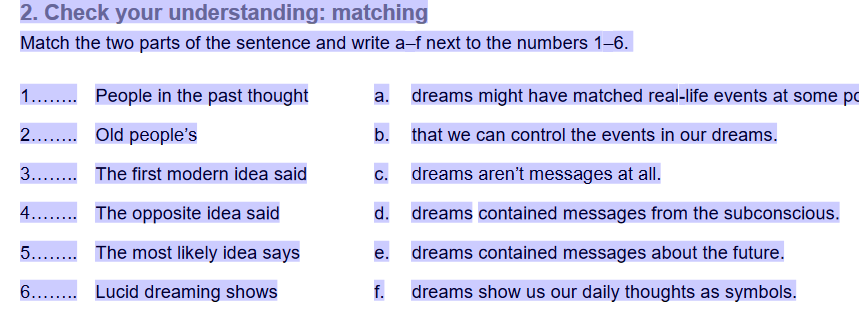 2. Check your understanding: matching
Match the two parts of the sentence and write a–f next to the numbers 1–6.
1........ People in the past thought a. dreams might have matched real-life events at some
2........ Old people’s b. that we can control the events in our dreams.
3........ The first modern idea said c. dreams aren’t messages at all.
4........ The opposite idea said d. dreams contained messages from the subconscious.
5........ The most likely idea says e. dreams contained messages about the future.
6........ Lucid dreaming shows f. dreams show us our daily thoughts as symbols.